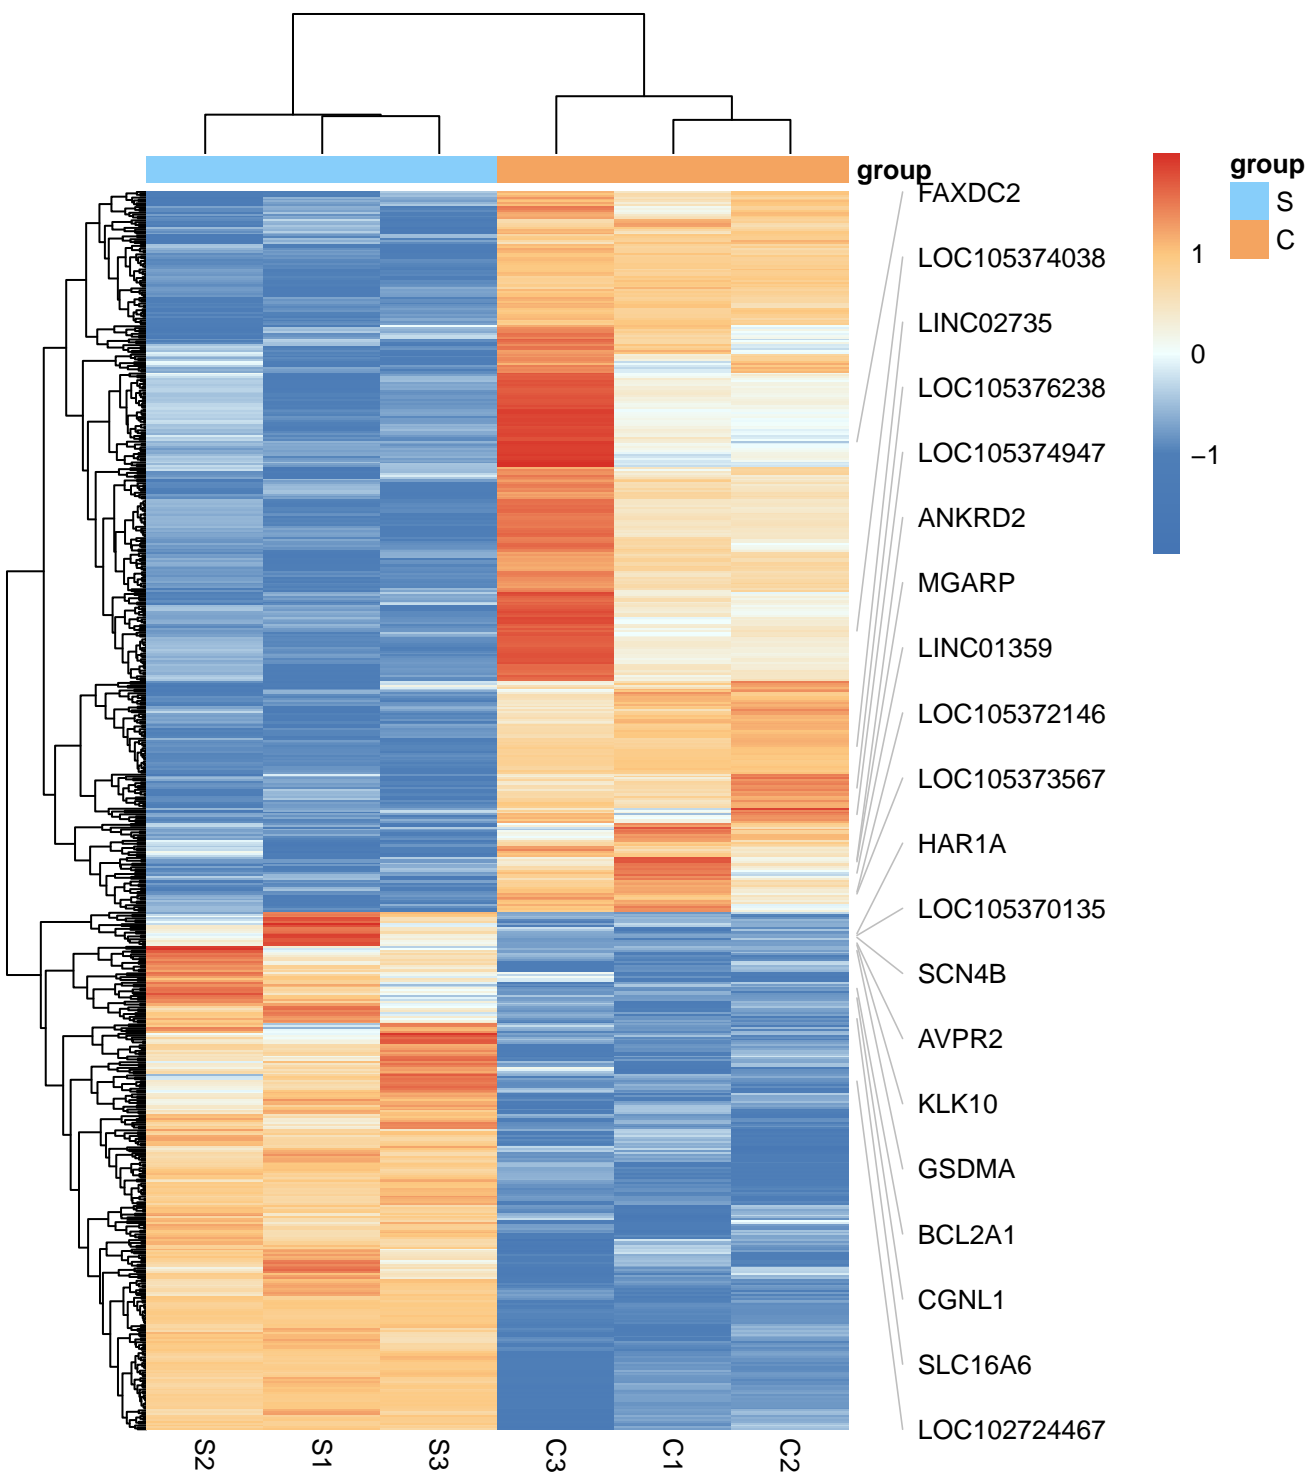 group
FAXDC2
LOC105374038
LINC02735
LOC105376238
LOC105374947
ANKRD2
MGARP
LINC01359
LOC105372146
LOC105373567
HAR1A
LOC105370135
SCN4B
AVPR2
KLK10
GSDMA
BCL2A1
CGNL1
SLC16A6
LOC102724467
1
0
−1
group
S
C
S2
S1
S3
C3
C1
C2